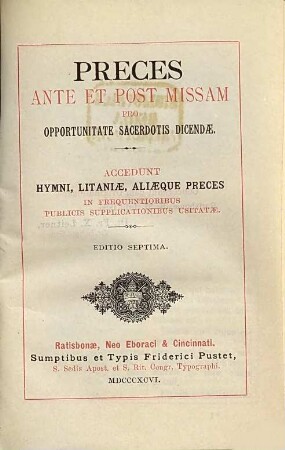 PRECES
ANTE ET POST MISSAM
PRO
OPPORTUNITATE SACERDOTIS DICENDÆ.
ACCEDUNT
HYMNI, LITANIÆ, ALIÆQUE PRECES
IN FREQUENTIORIBUS
PUBLICIS SUPPLICATIONIBUS USITATÆ.
EDITIO SEPTIMA.
Ratisbonæ, Neo Eboraci & Cincinnati.
Sumptibus et Typis Friderici Pustet,
S. Sedis Apost. et S. Rit. Congr. Typographi.
MDCCCXCVI.